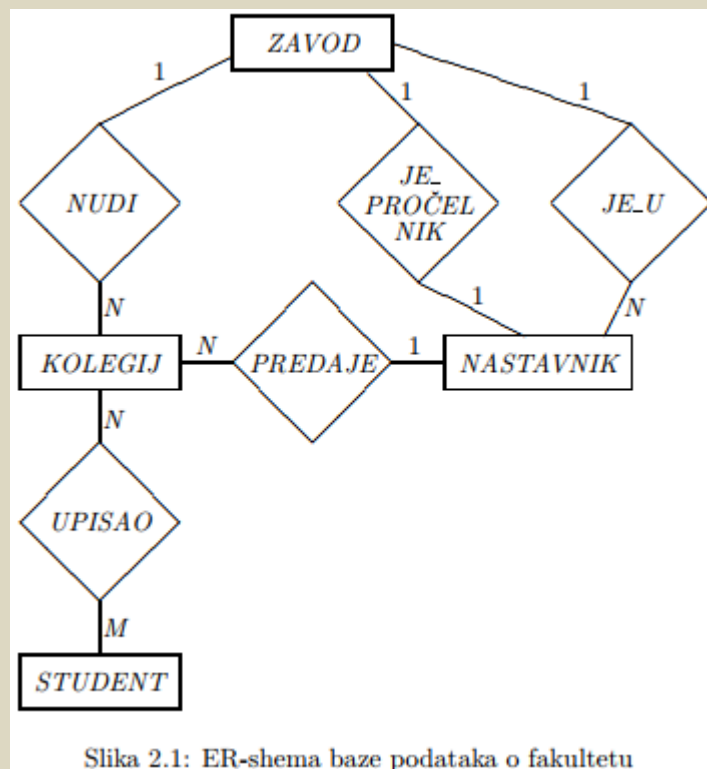 ZAVOD
1
1
1
NUDI
JE_
PROČEL
NIK
JE_U
N
1
N
KOLEGIJ
N
PREDAJE
1
NASTAVNIK
N
UPISAO
M
STUDENT
Slika 2.1: ER-shema baze podataka o fakultetu